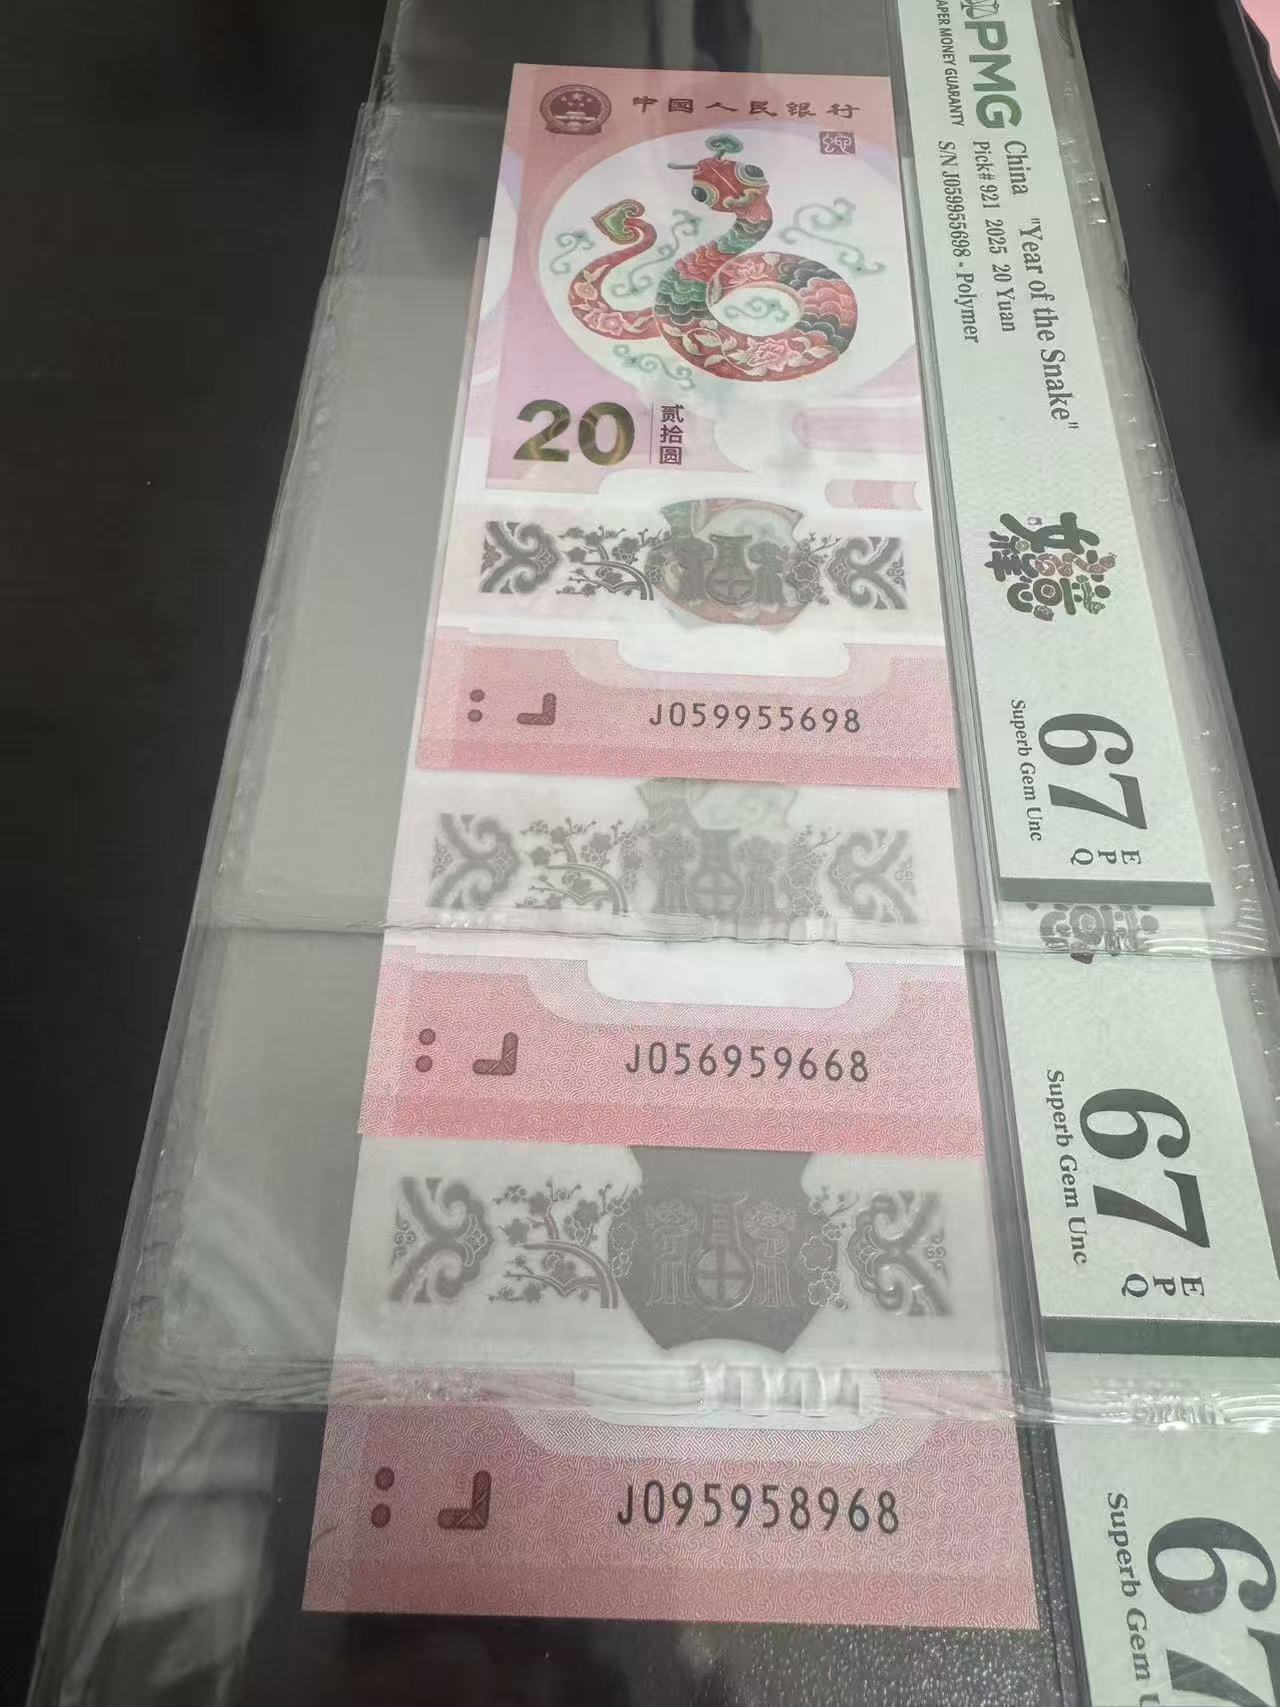 中国人民银行
20
贰拾圆
J059955698
PMG
PAPER MONEY GUARANTY
China "Year of the Snake"
Pick# 921 2025 20 Yuan
S/N J059955698 - Polymer
67
EPQ
Superb Gem Unc
J056959668
67
EPQ
Superb Gem Unc
J095958968
67
Superb Gem